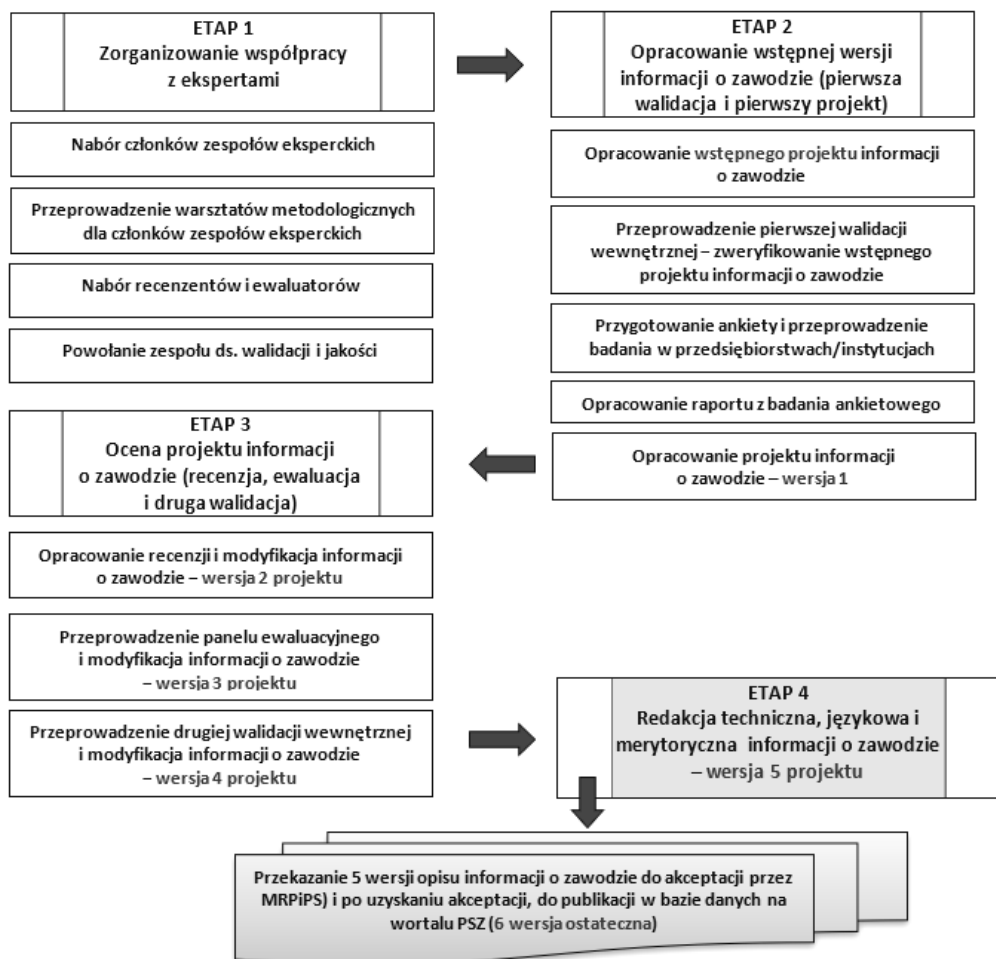 ETAP 1
Zorganizowanie współpracy
z ekspertami
Nabór członków zespołów eksperckich
Przeprowadzenie warsztatów metodologicznych
dla członków zespołów eksperckich
Nabór recenzentów i ewaluatorów
Powołanie zespołu ds. walidacji i jakości
ETAP 2
Opracowanie wstępnej wersji
informacji o zawodzie (pierwsza
walidacja i pierwszy projekt)
Opracowanie wstępnego projektu informacji
o zawodzie
Przeprowadzenie pierwszej walidacji
wewnętrznej – zweryfikowanie wstępnego
projektu informacji o zawodzie
Przygotowanie ankiety i przeprowadzenie
badania w przedsiębiorstwach/instytucjach
Opracowanie raportu z badania ankietowego
Opracowanie projektu informacji
o zawodzie – wersja 1
ETAP 3
Ocena projektu informacji
o zawodzie (recenzja, ewaluacja
i druga walidacja)
Opracowanie recenzji i modyfikacja informacji
o zawodzie – wersja 2 projektu
Przeprowadzenie panelu ewaluacyjnego
i modyfikacja informacji o zawodzie
– wersja 3 projektu
Przeprowadzenie drugiej walidacji wewnętrznej
i modyfikacja informacji o zawodzie
– wersja 4 projektu
ETAP 4
Redakcja techniczna, językowa i
merytoryczna informacji o zawodzie
– wersja 5 projektu
Przekazanie 5 wersji opisu informacji o zawodzie do akceptacji przez
MRPiPS) i po uzyskaniu akceptacji, do publikacji w bazie danych na
wortalu PSZ (6 wersja ostateczna)